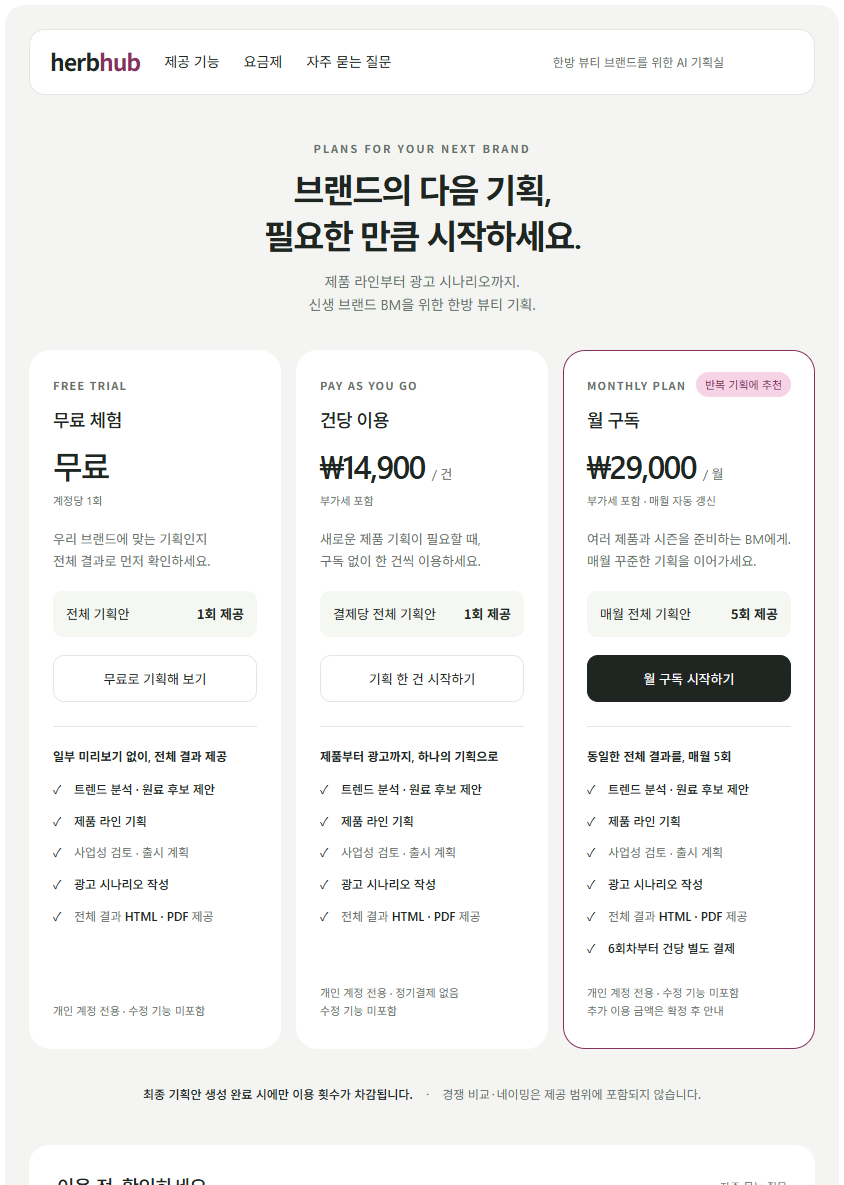 herbhub 제공 기능 요금제 자주 묻는 질문 한방 뷰티 브랜드를 위한 AI 기획실
PLANS FOR YOUR NEXT BRAND
브랜드의 다음 기획,
필요한 만큼 시작하세요.
제품 라인부터 광고 시나리오까지.
신생 브랜드 BM을 위한 한방 뷰티 기획.
FREE TRIAL
무료 체험
무료
계정당 1회
우리 브랜드에 맞는 기획인지
전체 결과로 먼저 확인하세요.
전체 기획안 1회 제공
무료로 기획해 보기
일부 미리보기 없이, 전체 결과 제공
✓ 트렌드 분석 · 원료 후보 제안
✓ 제품 라인 기획
✓ 사업성 검토 · 출시 계획
✓ 광고 시나리오 작성
✓ 전체 결과 HTML · PDF 제공
개인 계정 전용 · 수정 기능 미포함
PAY AS YOU GO
건당 이용
₩14,900 / 건
부가세 포함
새로운 제품 기획이 필요할 때,
구독 없이 한 건씩 이용하세요.
결제당 전체 기획안 1회 제공
기획 한 건 시작하기
제품부터 광고까지, 하나의 기획으로
✓ 트렌드 분석 · 원료 후보 제안
✓ 제품 라인 기획
✓ 사업성 검토 · 출시 계획
✓ 광고 시나리오 작성
✓ 전체 결과 HTML · PDF 제공
개인 계정 전용 · 정기결제 없음
수정 기능 미포함
MONTHLY PLAN 반복 기획에 추천
월 구독
₩29,000 / 월
부가세 포함 · 매월 자동 갱신
여러 제품과 시즌을 준비하는 BM에게.
매월 꾸준한 기획을 이어가세요.
매월 전체 기획안 5회 제공
월 구독 시작하기
동일한 전체 결과를, 매월 5회
✓ 트렌드 분석 · 원료 후보 제안
✓ 제품 라인 기획
✓ 사업성 검토 · 출시 계획
✓ 광고 시나리오 작성
✓ 전체 결과 HTML · PDF 제공
✓ 6회차부터 건당 별도 결제
개인 계정 전용 · 수정 기능 미포함
추가 이용 금액은 확정 후 안내
최종 기획안 생성 완료 시에만 이용 횟수가 차감됩니다. · 경쟁 비교·네이밍은 제공 범위에 포함되지 않습니다.
이용 전, 확인하세요